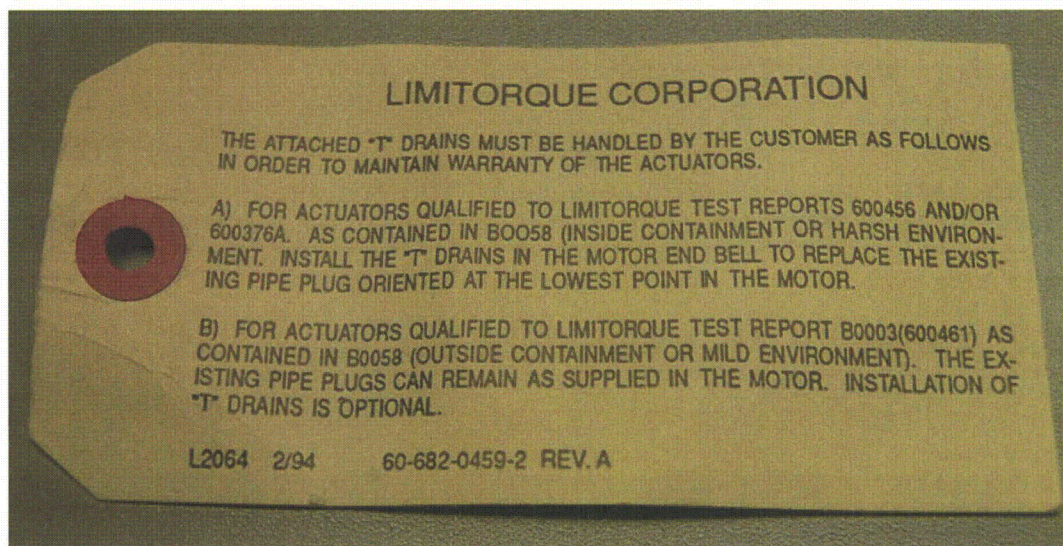 LIMITORQUE CORPORATION
THE ATTACHED "T" DRAINS MUST BE HANDLED BY THE CUSTOMER AS FOLLOWS
IN ORDER TO MAINTAIN WARRANTY OF THE ACTUATORS.
A) FOR ACTUATORS QUALIFIED TO LIMITORQUE TEST REPORTS 600456 AND/OR
600376A. AS CONTAINED IN BOO58 (INSIDE CONTAINMENT OR HARSH ENVIRON-
MENT. INSTALL THE "T" DRAINS IN THE MOTOR END BELL TO REPLACE THE EXIST-
ING PIPE PLUG ORIENTED AT THE LOWEST POINT IN THE MOTOR.
B) FOR ACTUATORS QUALIFIED TO LIMITORQUE TEST REPORT B0003(600461) AS
CONTAINED IN B0058 (OUTSIDE CONTAINMENT OR MILD ENVIRONMENT). THE EX-
ISTING PIPE PLUGS CAN REMAIN AS SUPPLIED IN THE MOTOR. INSTALLATION OF
"T" DRAINS IS OPTIONAL.
L2064 2/94 60-682-0459-2 REV. A